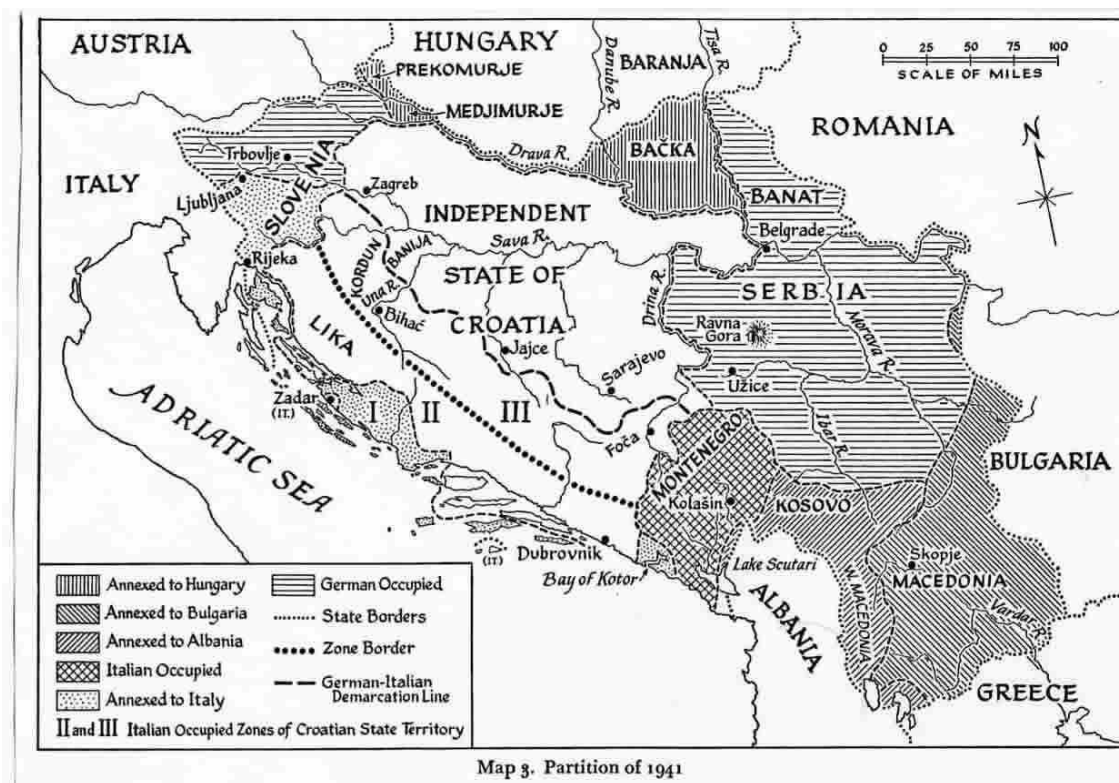 AUSTRIA
HUNGARY
PREKOMURJE
MEDJIMURJE
Danube R.
BARANJA
Tisa R.
0 25 50 100
SCALE OF MILES
ROMANIA
N
ITALY
Trbovlje
Ljubljana
SLOVENIA
Zagreb
Drava R.
BAČKA
BANAT
INDEPENDENT
Sava R.
Belgrade
Rijeka
KORDUN
BANIJA
Una R.
Bihać
STATE OF
CROATIA
Jajce
Drina R.
SERBIA
Ravna
Gora
Morava R.
LIKA
Sarajevo
Užice
Zadar
(IT.)
I
II
III
Foča
Ibar R.
ADRIATIC SEA
MONTENEGRO
Kolašin
KOSOVO
BULGARIA
(IT.)
Dubrovnik
Bay of Kotor
Lake Scutari
ALBANIA
Skopje
MACEDONIA
W. MACEDONIA
Vardar R.
GREECE
Annexed to Hungary
Annexed to Bulgaria
Annexed to Albania
Italian Occupied
Annexed to Italy
German Occupied
State Borders
Zone Border
German-Italian
Demarcation Line
II and III Italian Occupied Zones of Croatian State Territory
Map 3. Partition of 1941